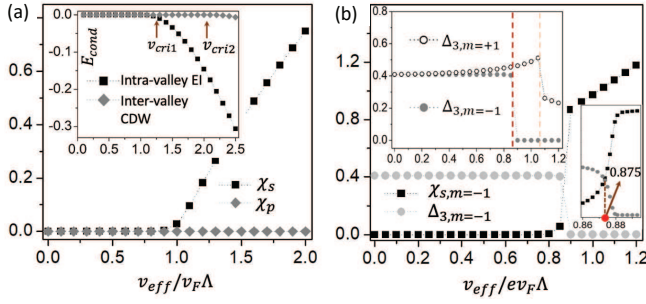 (a)
0.8
0.6
0.4
0.2
0.0
0.0
-0.1
-0.2
-0.3
E_cond
v_cri1
v_cri2
Intra-valley EI
Inter-valley
CDW
0.0 0.5 1.0 1.5 2.0 2.5
χ_s
χ_p
0.0 0.5 1.0 1.5 2.0
v_eff/v_FΛ
(b)
1.2
0.8
0.4
0.0
0.8
0.4
0.0
Δ_3,m=+1
Δ_3,m=−1
0.0 0.2 0.4 0.6 0.8 1.0 1.2
χ_s,m=−1
Δ_3,m=−1
0.875
0.86 0.88
0.0 0.2 0.4 0.6 0.8 1.0 1.2
v_eff/ev_FΛ